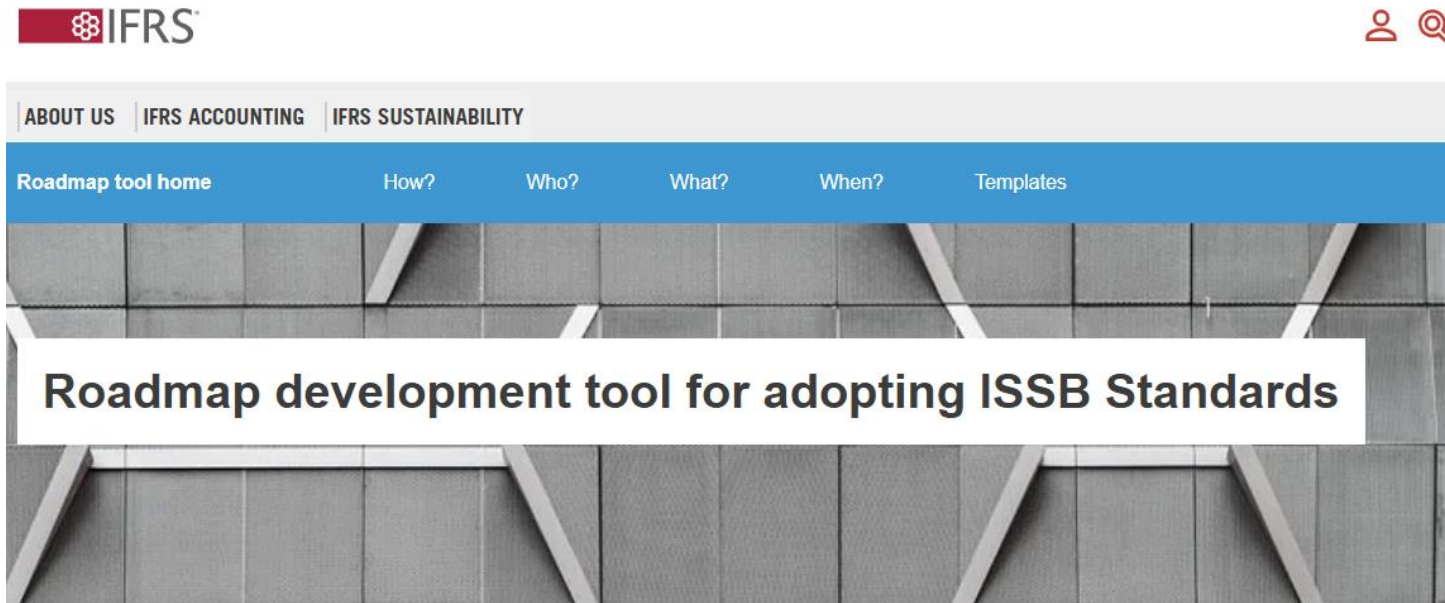 IFRS
ABOUT US IFRS ACCOUNTING IFRS SUSTAINABILITY
Roadmap tool home How? Who? What? When? Templates
Roadmap development tool for adopting ISSB Standards